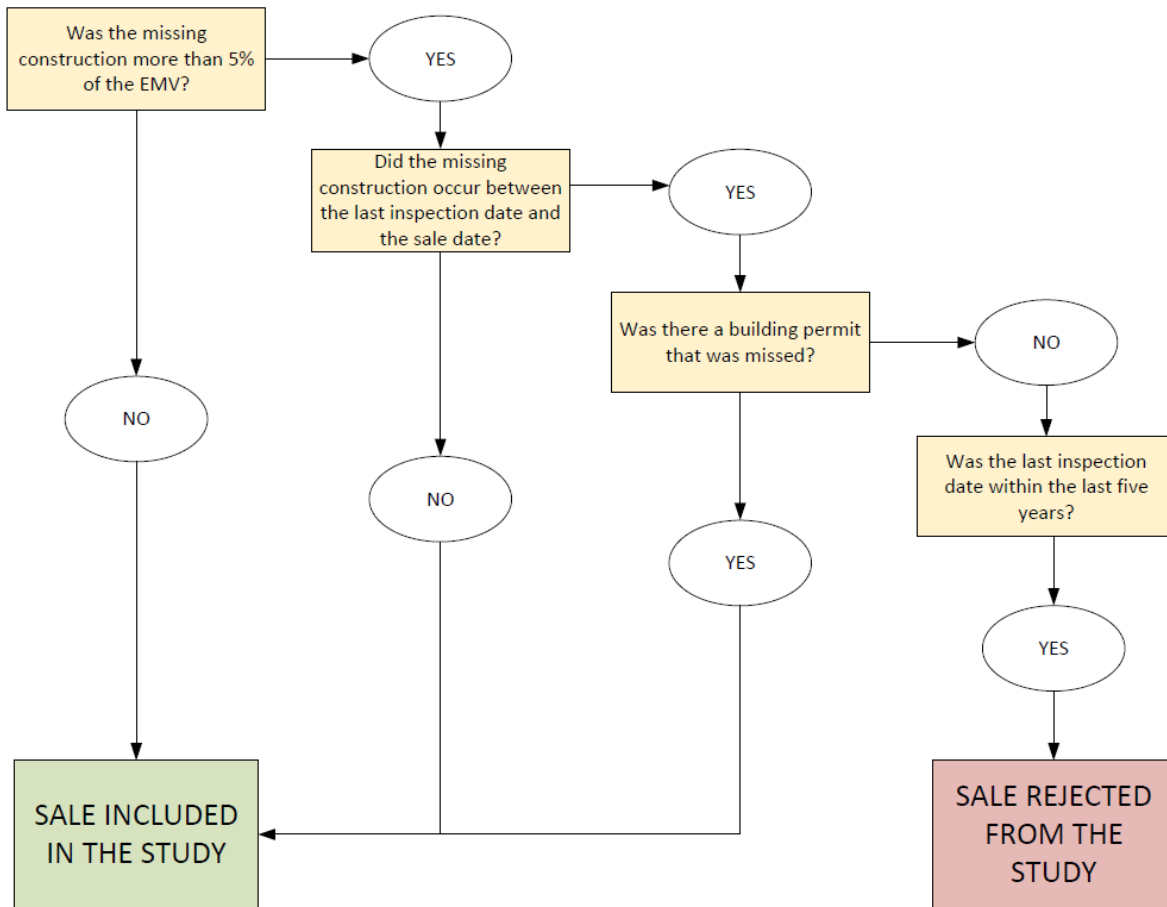 Was the missing
construction more than 5%
of the EMV?
YES
Did the missing
construction occur between
the last inspection date and
the sale date?
YES
Was there a building permit
that was missed?
NO
NO
Was the last inspection
date within the last five
years?
NO
YES
YES
SALE INCLUDED
IN THE STUDY
SALE REJECTED
FROM THE
STUDY